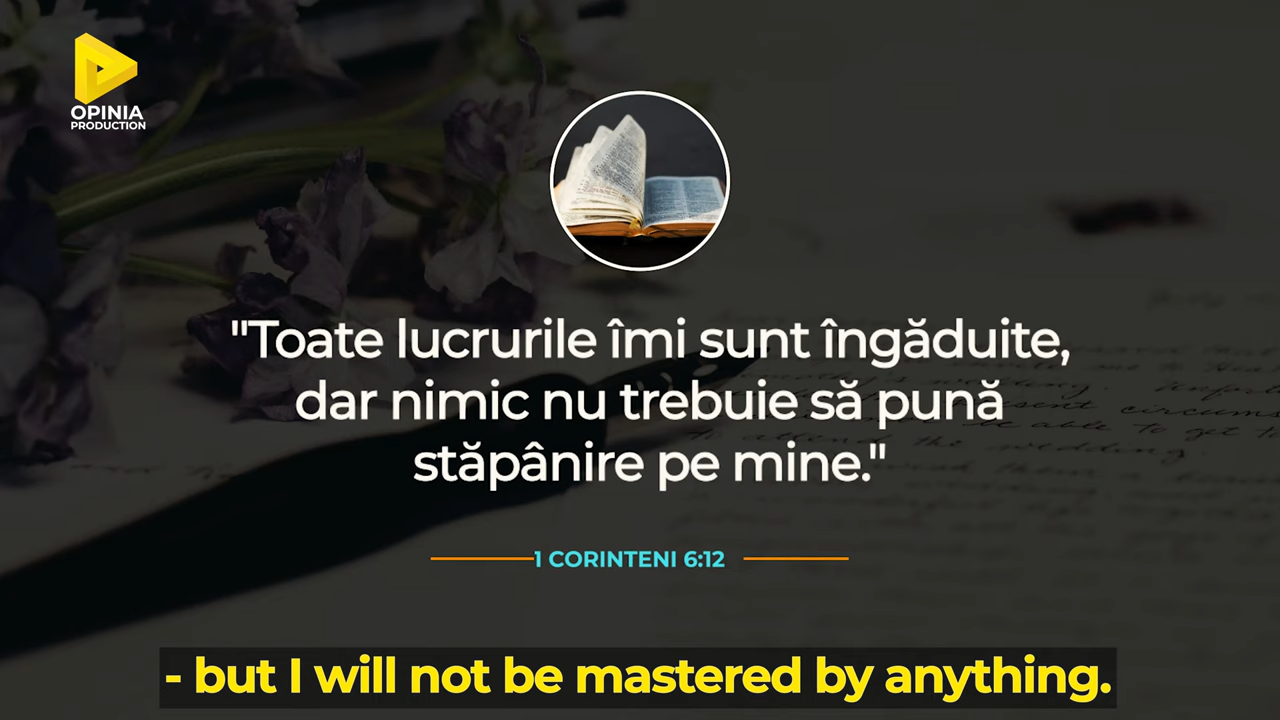 OPINIA
PRODUCTION
"Toate lucrurile îmi sunt îngăduite,
dar nimic nu trebuie să pună
stăpânire pe mine."
1 CORINTENI 6:12
- but I will not be mastered by anything.